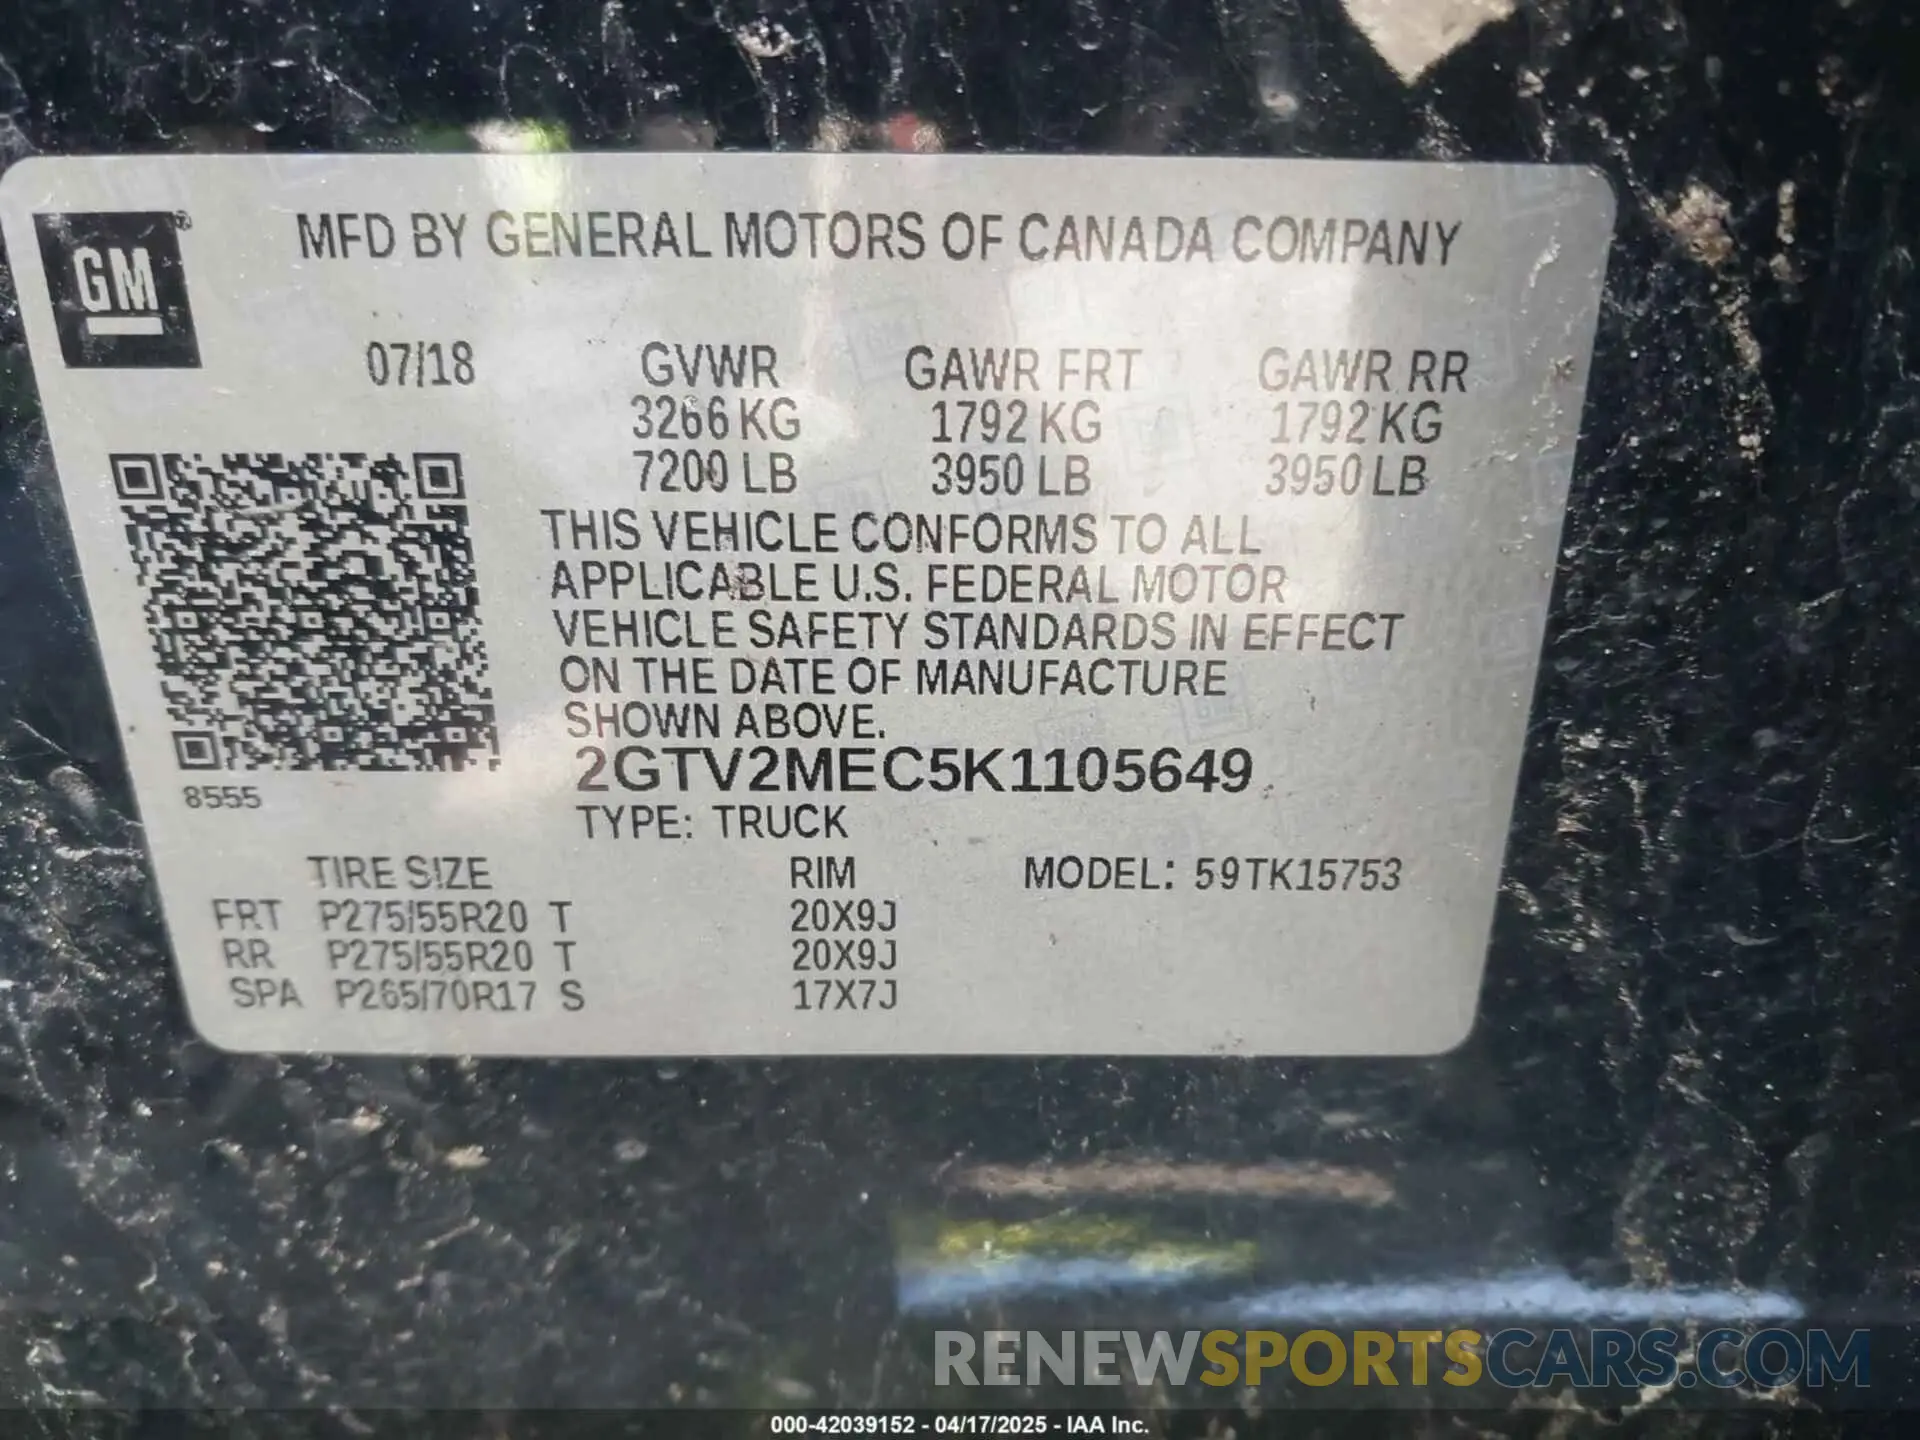 GM ®
MFD BY GENERAL MOTORS OF CANADA COMPANY
07/18 GVWR GAWR FRT GAWR RR
3266 KG 1792 KG 1792 KG
7200 LB 3950 LB 3950 LB
THIS VEHICLE CONFORMS TO ALL
APPLICABLE U.S. FEDERAL MOTOR
VEHICLE SAFETY STANDARDS IN EFFECT
ON THE DATE OF MANUFACTURE
SHOWN ABOVE.
2GTV2MEC5K1105649
8555
TYPE: TRUCK
TIRE SIZE RIM MODEL: 59TK15753
FRT P275/55R20 T 20X9J
RR P275/55R20 T 20X9J
SPA P265/70R17 S 17X7J
RENEWSPORTSCARS.COM
000-42039152 - 04/17/2025 - IAA Inc.